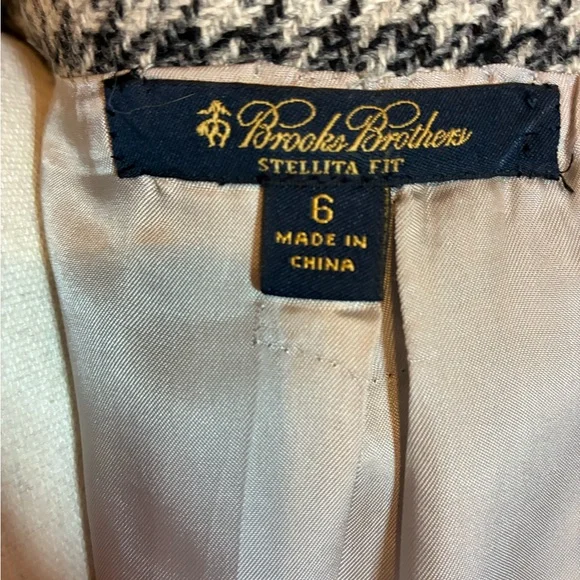 Brooks Brothers
STELLITA FIT
6
MADE IN
CHINA